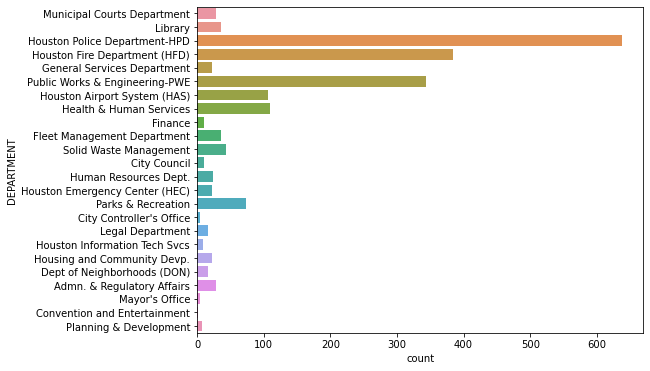 Municipal Courts Department
Library
Houston Police Department-HPD
Houston Fire Department (HFD)
General Services Department
Public Works & Engineering-PWE
Houston Airport System (HAS)
Health & Human Services
Finance
Fleet Management Department
Solid Waste Management
City Council
Human Resources Dept.
Houston Emergency Center (HEC)
Parks & Recreation
City Controller's Office
Legal Department
Houston Information Tech Svcs
Housing and Community Devp.
Dept of Neighborhoods (DON)
Admn. & Regulatory Affairs
Mayor's Office
Convention and Entertainment
Planning & Development
DEPARTMENT
0 100 200 300 400 500 600
count